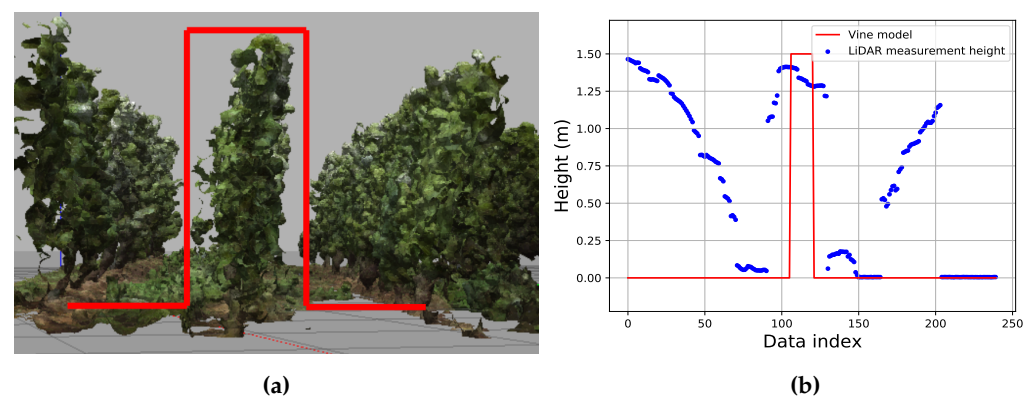 Vine model
LiDAR measurement height
1.50
1.25
1.00
0.75
0.50
0.25
0.00
Height (m)
0
50
100
150
200
250
Data index
(a)
(b)